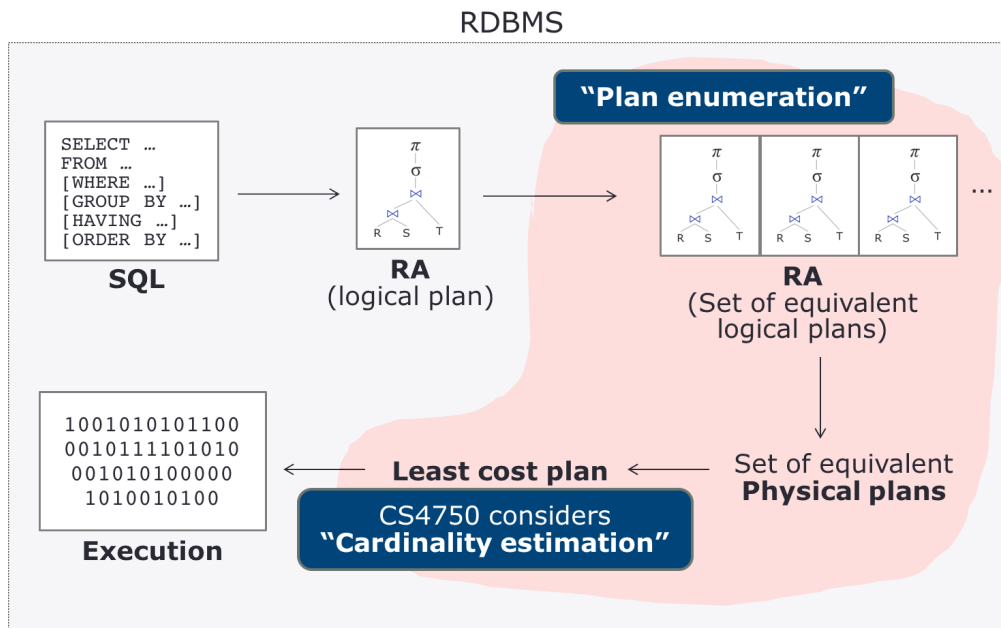 RDBMS
“Plan enumeration”
SELECT …
FROM …
[WHERE …]
[GROUP BY …]
[HAVING …]
[ORDER BY …]
SQL
π
σ
⋈
⋈
R S T
RA
(logical plan)
π
σ
⋈
⋈
R S T
π
σ
⋈
⋈
R S T
π
σ
⋈
⋈
R S T
…
RA
(Set of equivalent
logical plans)
Set of equivalent
Physical plans
Least cost plan
CS4750 considers
“Cardinality estimation”
1001010101100
0010111101010
001010100000
1010010100
Execution